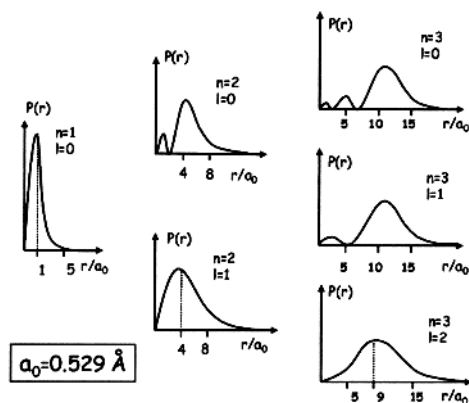 P(r)
n=1
l=0
1 5 r/a₀
P(r)
n=2
l=0
4 8 r/a₀
P(r)
n=2
l=1
4 8 r/a₀
P(r)
n=3
l=0
5 10 15 r/a₀
P(r)
n=3
l=1
5 10 15 r/a₀
P(r)
n=3
l=2
5 9 15 r/a₀
a₀=0.529 Å